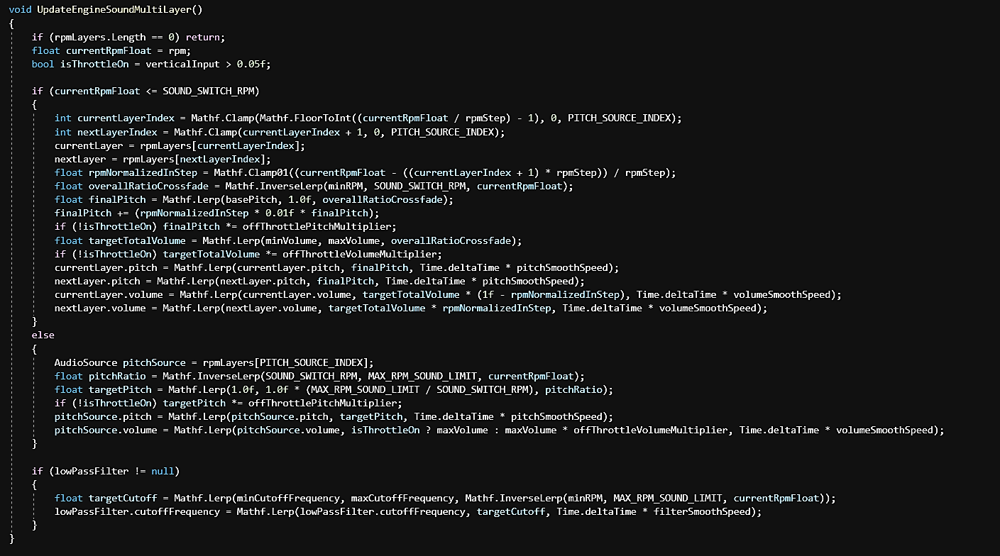 void UpdateEngineSoundMultiLayer()
{
    if (rpmLayers.Length == 0) return;
    float currentRpmFloat = rpm;
    bool isThrottleOn = verticalInput > 0.05f;

    if (currentRpmFloat <= SOUND_SWITCH_RPM)
    {
        int currentLayerIndex = Mathf.Clamp(Mathf.FloorToInt((currentRpmFloat / rpmStep) - 1), 0, PITCH_SOURCE_INDEX);
        int nextLayerIndex = Mathf.Clamp(currentLayerIndex + 1, 0, PITCH_SOURCE_INDEX);
        currentLayer = rpmLayers[currentLayerIndex];
        nextLayer = rpmLayers[nextLayerIndex];
        float rpmNormalizedInStep = Mathf.Clamp01((currentRpmFloat - ((currentLayerIndex + 1) * rpmStep)) / rpmStep);
        float overallRatioCrossfade = Mathf.InverseLerp(minRPM, SOUND_SWITCH_RPM, currentRpmFloat);
        float finalPitch = Mathf.Lerp(basePitch, 1.0f, overallRatioCrossfade);
        finalPitch += (rpmNormalizedInStep * 0.01f * finalPitch);
        if (!isThrottleOn) finalPitch *= offThrottlePitchMultiplier;
        float targetTotalVolume = Mathf.Lerp(minVolume, maxVolume, overallRatioCrossfade);
        if (!isThrottleOn) targetTotalVolume *= offThrottleVolumeMultiplier;
        currentLayer.pitch = Mathf.Lerp(currentLayer.pitch, finalPitch, Time.deltaTime * pitchSmoothSpeed);
        nextLayer.pitch = Mathf.Lerp(nextLayer.pitch, finalPitch, Time.deltaTime * pitchSmoothSpeed);
        currentLayer.volume = Mathf.Lerp(currentLayer.volume, targetTotalVolume * (1f - rpmNormalizedInStep), Time.deltaTime * volumeSmoothSpeed);
        nextLayer.volume = Mathf.Lerp(nextLayer.volume, targetTotalVolume * rpmNormalizedInStep, Time.deltaTime * volumeSmoothSpeed);
    }
    else
    {
        AudioSource pitchSource = rpmLayers[PITCH_SOURCE_INDEX];
        float pitchRatio = Mathf.InverseLerp(SOUND_SWITCH_RPM, MAX_RPM_SOUND_LIMIT, currentRpmFloat);
        float targetPitch = Mathf.Lerp(1.0f, 1.0f * (MAX_RPM_SOUND_LIMIT / SOUND_SWITCH_RPM), pitchRatio);
        if (!isThrottleOn) targetPitch *= offThrottlePitchMultiplier;
        pitchSource.pitch = Mathf.Lerp(pitchSource.pitch, targetPitch, Time.deltaTime * pitchSmoothSpeed);
        pitchSource.volume = Mathf.Lerp(pitchSource.volume, isThrottleOn ? maxVolume : maxVolume * offThrottleVolumeMultiplier, Time.deltaTime * volumeSmoothSpeed);
    }

    if (lowPassFilter != null)
    {
        float targetCutoff = Mathf.Lerp(minCutoffFrequency, maxCutoffFrequency, Mathf.InverseLerp(minRPM, MAX_RPM_SOUND_LIMIT, currentRpmFloat));
        lowPassFilter.cutoffFrequency = Mathf.Lerp(lowPassFilter.cutoffFrequency, targetCutoff, Time.deltaTime * filterSmoothSpeed);
    }
}